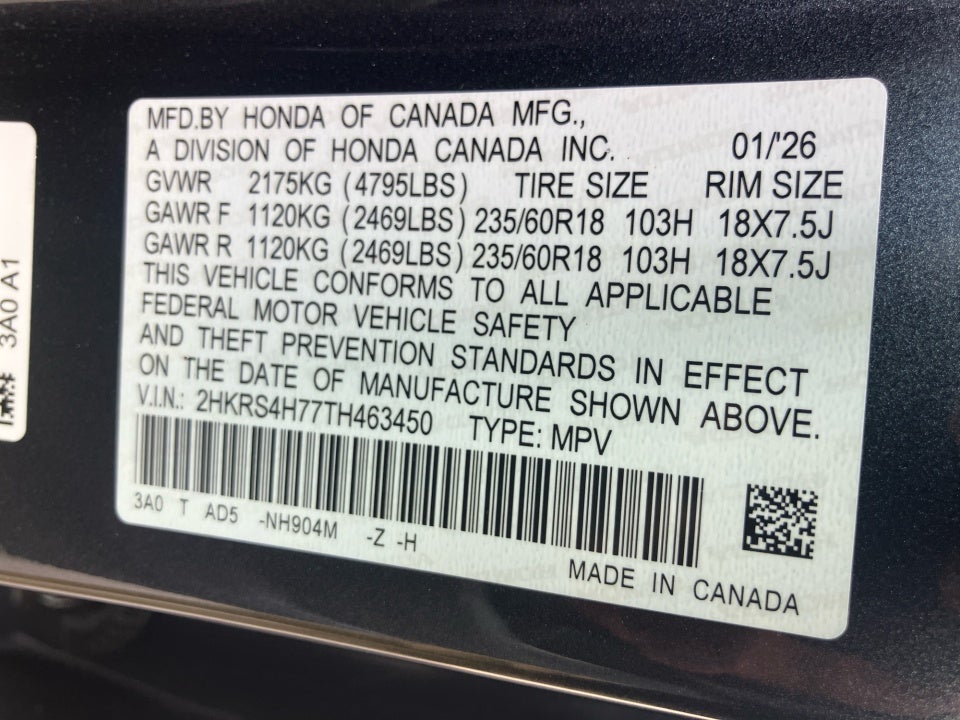 MFD.BY HONDA OF CANADA MFG.,
A DIVISION OF HONDA CANADA INC. 01/'26
GVWR 2175KG (4795LBS) TIRE SIZE RIM SIZE
GAWR F 1120KG (2469LBS) 235/60R18 103H 18X7.5J
GAWR R 1120KG (2469LBS) 235/60R18 103H 18X7.5J
THIS VEHICLE CONFORMS TO ALL APPLICABLE
FEDERAL MOTOR VEHICLE SAFETY
AND THEFT PREVENTION STANDARDS IN EFFECT
ON THE DATE OF MANUFACTURE SHOWN ABOVE.
V.I.N.: 2HKRS4H77TH463450 TYPE: MPV
3A0 T AD5 -NH904M -Z -H
MADE IN CANADA
3A0 A1